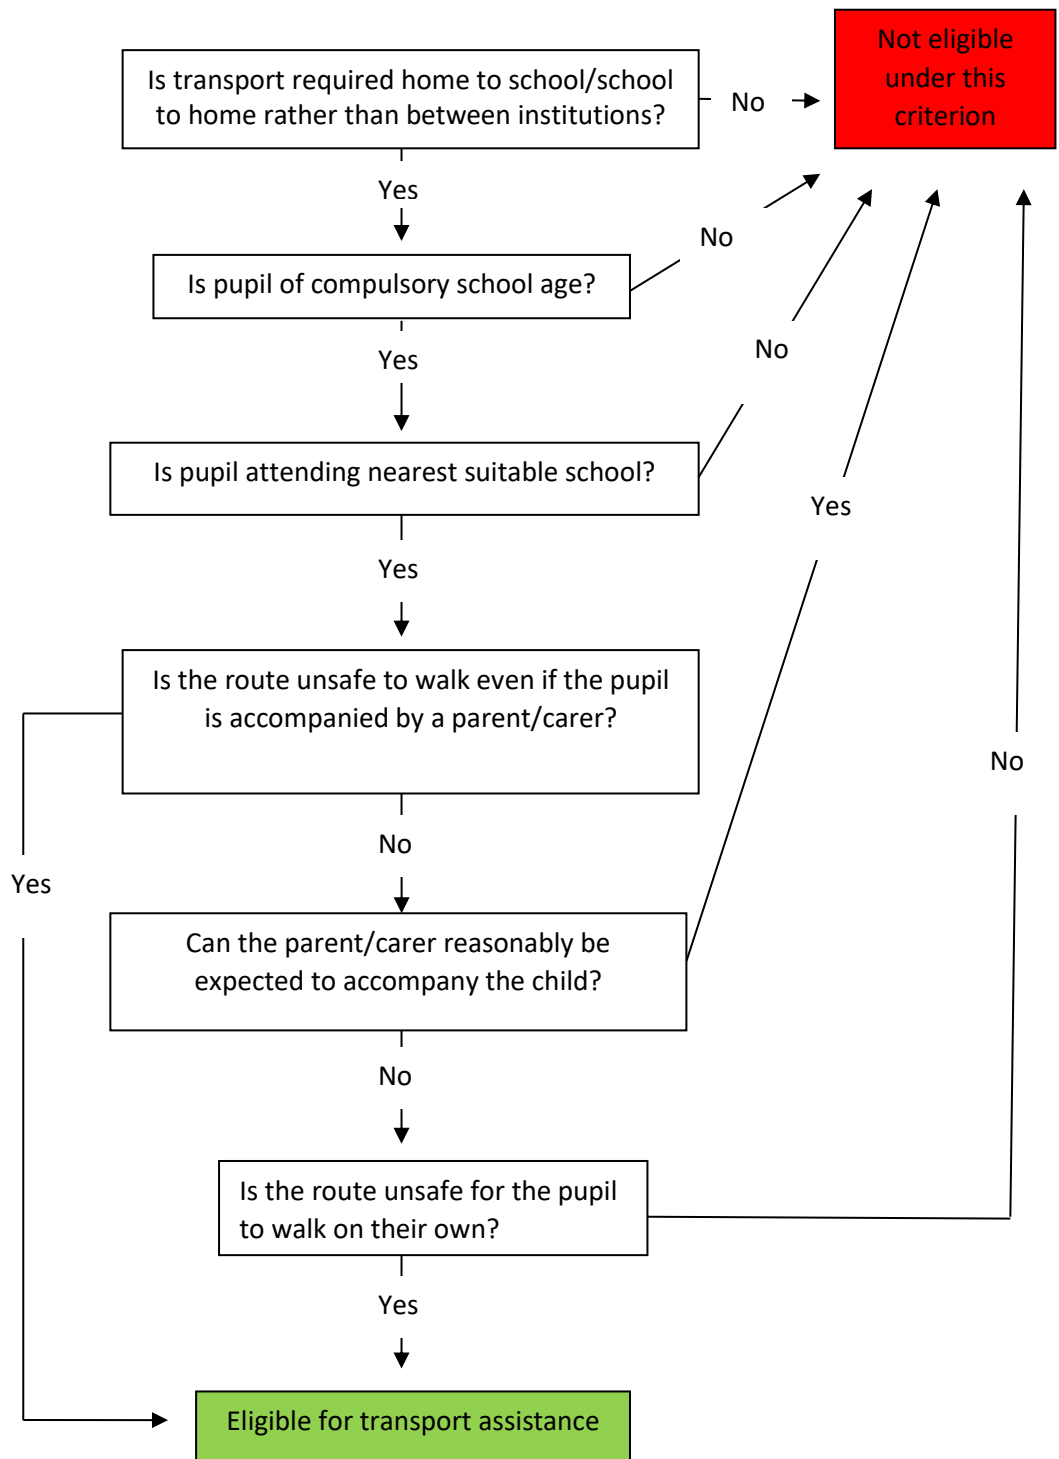 Not eligible
under this
criterion
Is transport required home to school/school
to home rather than between institutions?
No
Yes
No
Is pupil of compulsory school age?
Yes
No
Is pupil attending nearest suitable school?
Yes
Yes
Is the route unsafe to walk even if the pupil
is accompanied by a parent/carer?
No
No
Yes
Can the parent/carer reasonably be
expected to accompany the child?
No
Is the route unsafe for the pupil
to walk on their own?
Yes
Eligible for transport assistance